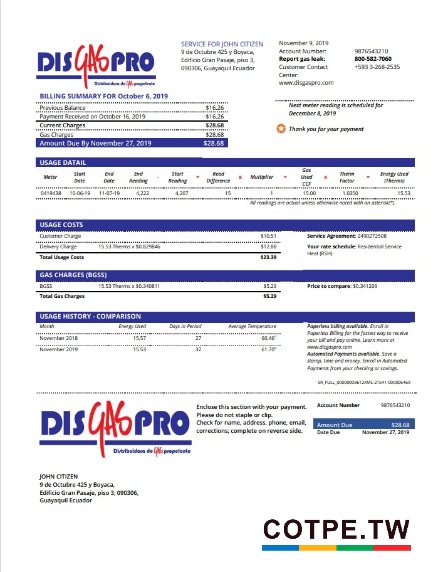 DISGASPRO
Distribuidora de Gas propelente
SERVICE FOR JOHN CITIZEN
9 de Octubre 425 y Boyaca,
Edificio Gran Pasaje, piso 3,
090306, Guayaquil Ecuador
November 9, 2019
Account Number: 9876543210
Report gas leak: 800-582-7060
Customer Contact Center: +593 3-268-2535
www.disgaspro.com
BILLING SUMMARY FOR October 6, 2019
Previous Balance $16.26
Payment Received on October 16, 2019 -$16.26
Current Charges $28.68
Gas Charges $28.68
Amount Due By November 27, 2019 $28.68
Next meter reading is scheduled for
December 8, 2019
Thank you for your payment
USAGE DATAIL
Meter Start Date End Date End Reading - Start Reading = Read Difference x Multiplier = Gas Used CCF x Therm Factor = Energy Used (Therms)
0419438 10-06-19 11-07-19 4,222 4,207 15 1 15.00 1.0350 15.53
All readings are actual unless otherwise noted with an asterisk(*).
USAGE COSTS
Customer Charge $10.51
Delivery Charge 15.53 Therms x $0.829846 $12.88
Total Usage Costs $23.39
Service Agreement: 2490272508
Your rate schedule: Residential Service
Heat (RSH)
GAS CHARGES (BGSS)
BGSS 15.53 Therms x $0.340811 $5.29
Total Gas Charges $5.29
Price to compare: $0.341209
USAGE HISTORY - COMPARISON
Month Energy Used Days in Period Average Temperature
November 2018 15.57 27 60.48°
November 2019 15.53 32 61.70°
Paperless billing available. Enroll in
Paperless Billing for the fastest way to
receive your bill and pay online. Learn more at
www.disgaspro.com
Automated Payments available. Save a
stamp, time and money. Enroll in Automated
Payments from your checking or savings.
DISGASPRO
Distribuidora de Gas propelente
Enclose this section with your payment.
Please do not staple or clip.
Check for name, address, phone, email,
corrections; complete on reverse side.
Account Number 9876543210
Amount Due $28.68
Date Due November 27, 2019
JOHN CITIZEN
9 de Octubre 425 y Boyaca,
Edificio Gran Pasaje, piso 3, 090306,
Guayaquil Ecuador
COTPE.TW